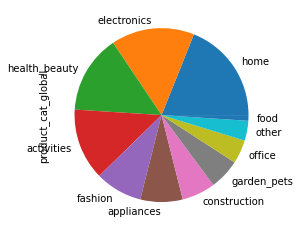 electronics
home
health_beauty
product_cat_global
activities
food
other
office
garden_pets
construction
appliances
fashion